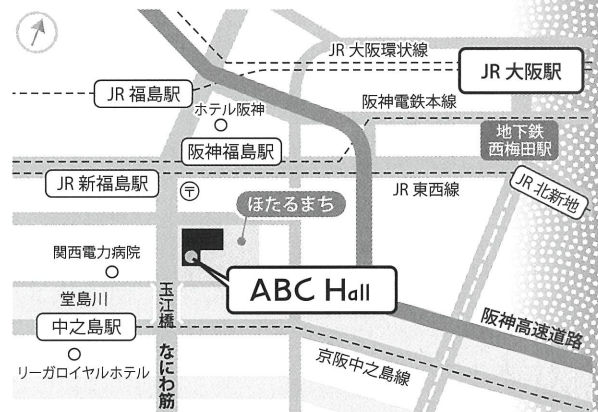 JR 大阪環状線
JR 大阪駅
JR 福島駅
ホテル阪神
阪神電鉄本線
地下鉄
西梅田駅
阪神福島駅
JR 新福島駅
〒
JR 東西線
JR 北新地
ほたるまち
関西電力病院
ABC Hall
堂島川
玉江橋
なにわ筋
中之島駅
阪神高速道路
京阪中之島線
リーガロイヤルホテル